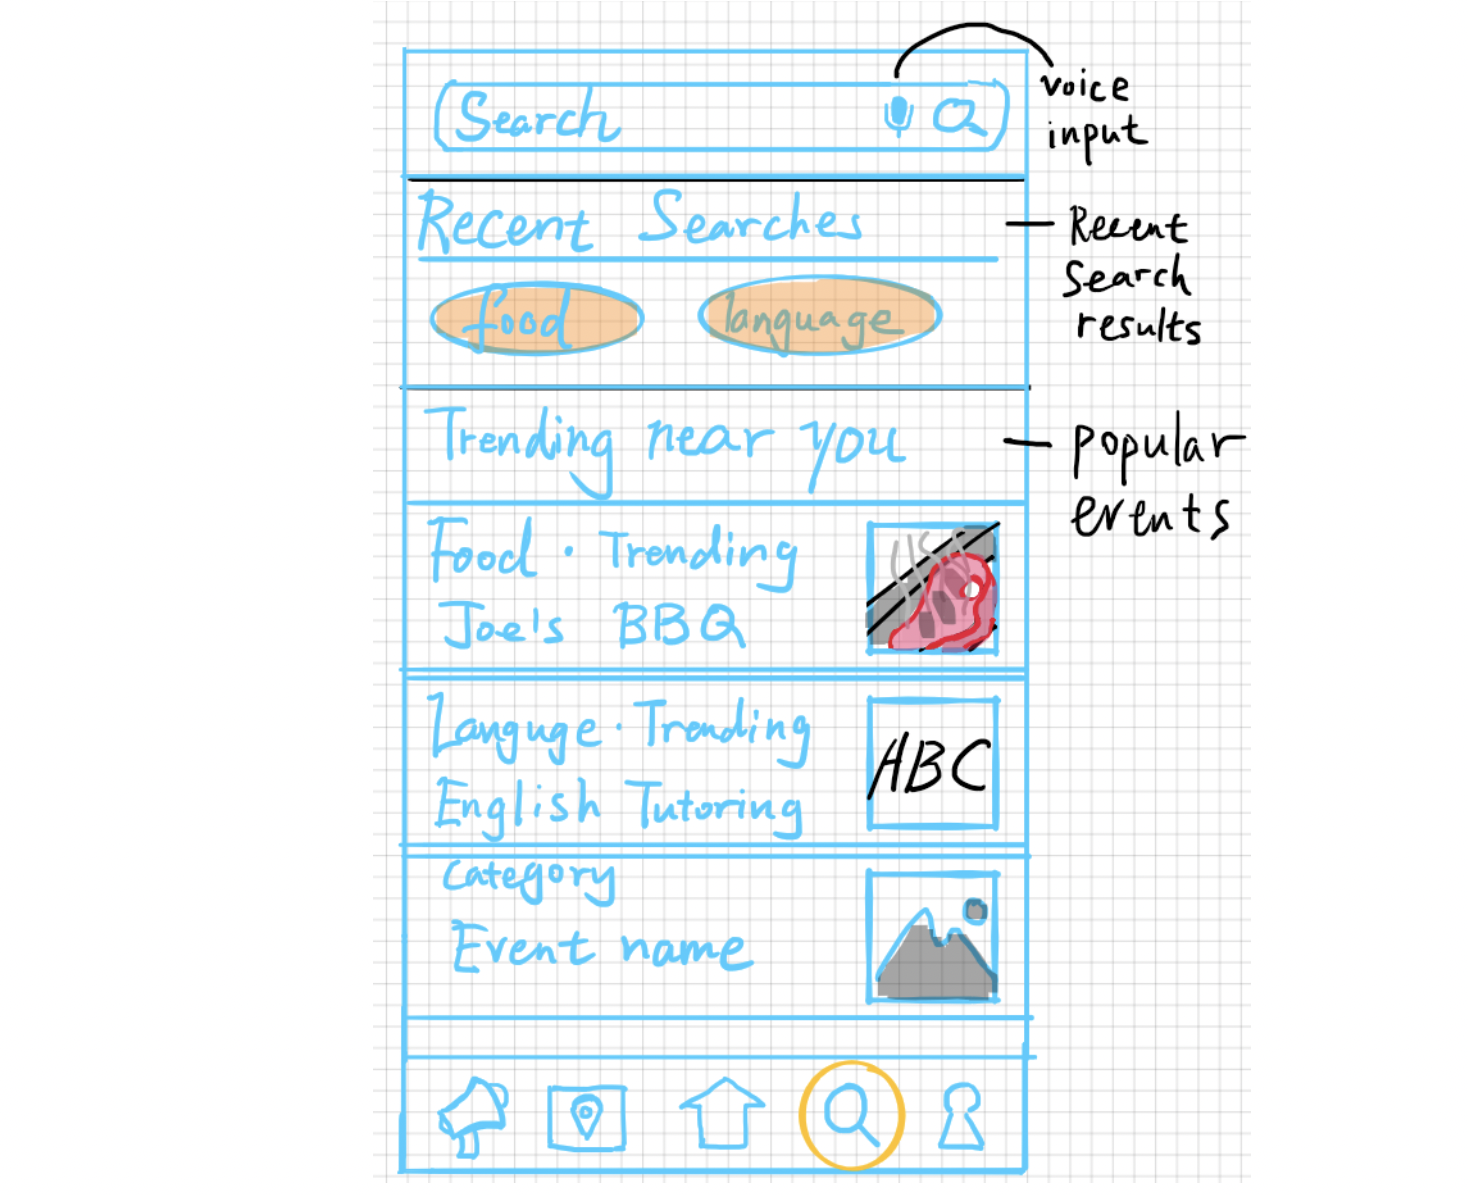 Search
voice
input
Recent Searches
Recent
Search
results
food
language
Trending near you
popular
events
Food · Trending
Joe's BBQ
Languge · Trending
English Tutoring
ABC
Category
Event name